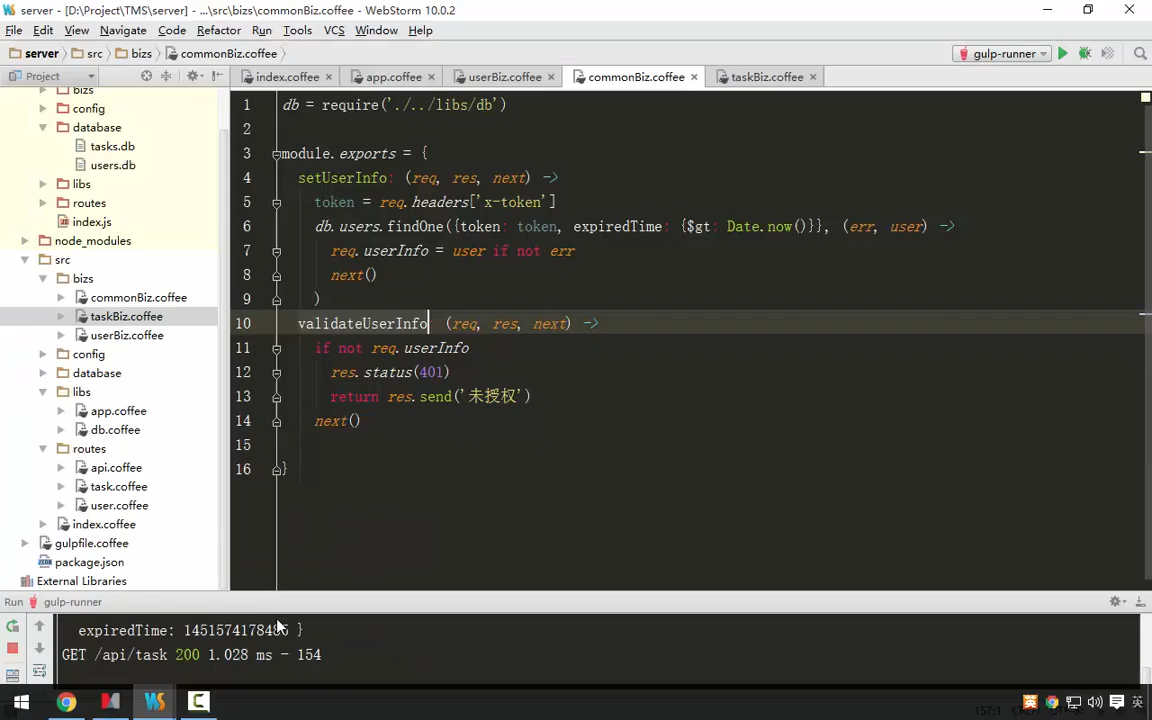 server - [D:\Project\TMS\server] - ...\src\bizs\commonBiz.coffee - WebStorm 10.0.2
File Edit View Navigate Code Refactor Run Tools VCS Window Help
server src bizs commonBiz.coffee gulp-runner
Project index.coffee app.coffee userBiz.coffee commonBiz.coffee taskBiz.coffee
bizs
config
database
tasks.db
users.db
libs
routes
index.js
node_modules
src
bizs
commonBiz.coffee
taskBiz.coffee
userBiz.coffee
config
database
libs
app.coffee
db.coffee
routes
api.coffee
task.coffee
user.coffee
index.coffee
gulpfile.coffee
package.json
External Libraries
1 db = require('./../libs/db')
2
3 module.exports = {
4 setUserInfo: (req, res, next) ->
5 token = req.headers['x-token']
6 db.users.findOne({token: token, expiredTime: {$gt: Date.now()}}, (err, user) ->
7 req.userInfo = user if not err
8 next()
9 )
10 validateUserInfo (req, res, next) ->
11 if not req.userInfo
12 res.status(401)
13 return res.send('未授权')
14 next()
15
16 }
Run gulp-runner
expiredTime: 1451574178485 }
GET /api/task 200 1.028 ms - 154
英 英